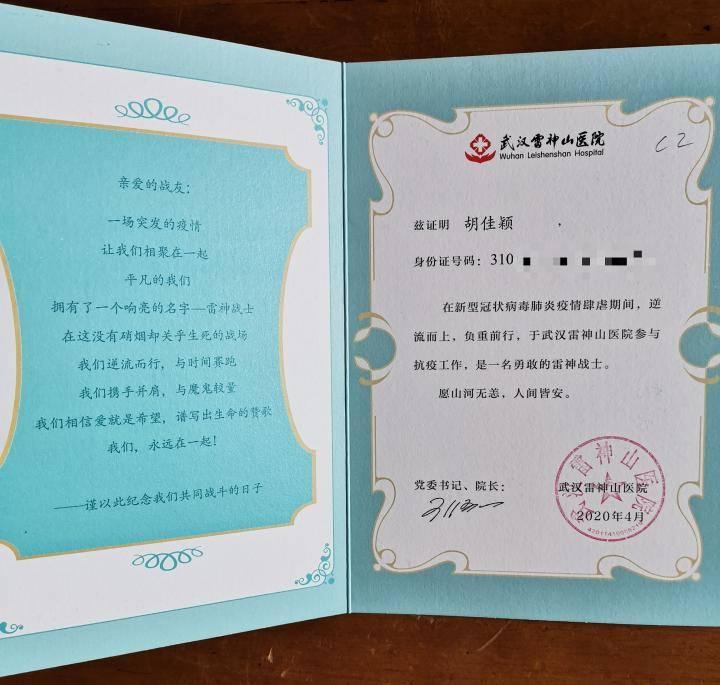 亲爱的战友：
一场突发的疫情
让我们相聚在一起
平凡的我们
拥有了一个响亮的名字—雷神战士
在这没有硝烟却关乎生死的战场
我们逆流而行，与时间赛跑
我们携手并肩，与魔鬼较量
我们相信爱就是希望，谱写出生命的赞歌
我们，永远在一起！
——谨以此纪念我们共同战斗的日子
武汉雷神山医院
Wuhan Leishenshan Hospital
C2
兹证明 胡佳颖
身份证号码：310
在新型冠状病毒肺炎疫情肆虐期间，逆
流而上，负重前行，于武汉雷神山医院参与
抗疫工作，是一名勇敢的雷神战士。
愿山河无恙，人间皆安。
党委书记、院长：
武汉雷神山医院
2020年4月
武汉雷神山医院